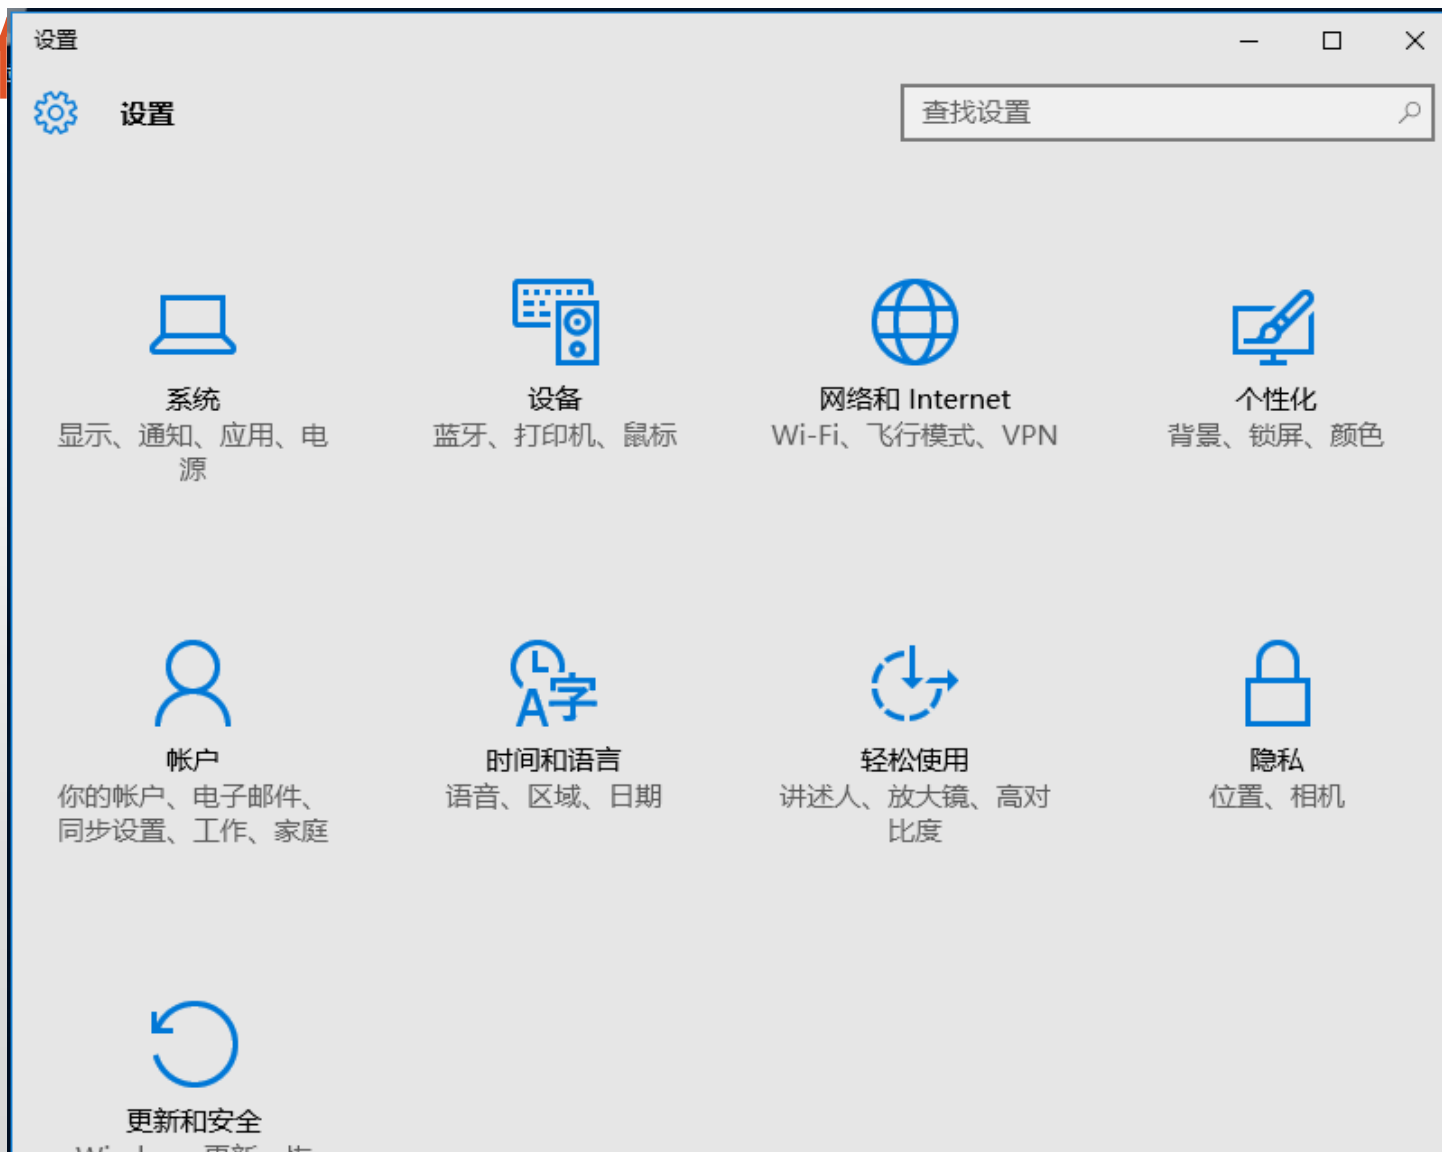 设置
设置
查找设置
系统
显示、通知、应用、电
源
设备
蓝牙、打印机、鼠标
网络和 Internet
Wi-Fi、飞行模式、VPN
个性化
背景、锁屏、颜色
帐户
你的帐户、电子邮件、
同步设置、工作、家庭
时间和语言
语音、区域、日期
轻松使用
讲述人、放大镜、高对
比度
隐私
位置、相机
更新和安全